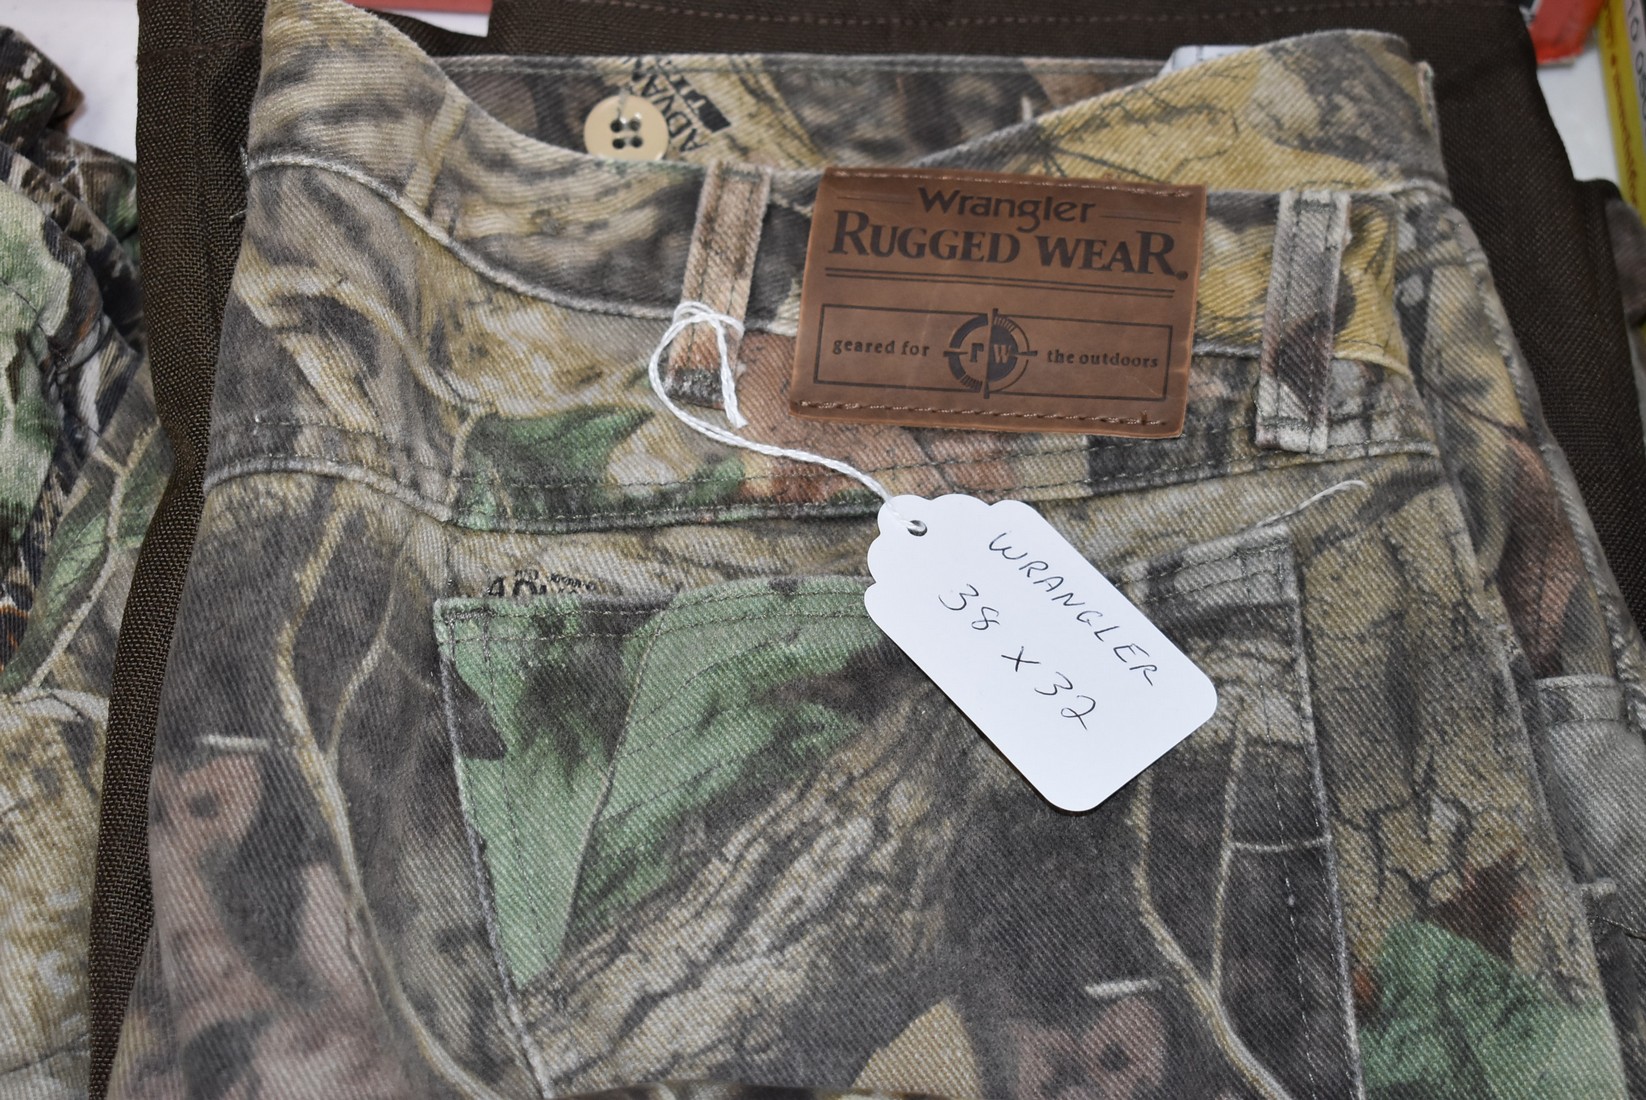 Wrangler
RUGGED WEAR.
geared for
rw
the outdoors
WRANGLER
38 x 32